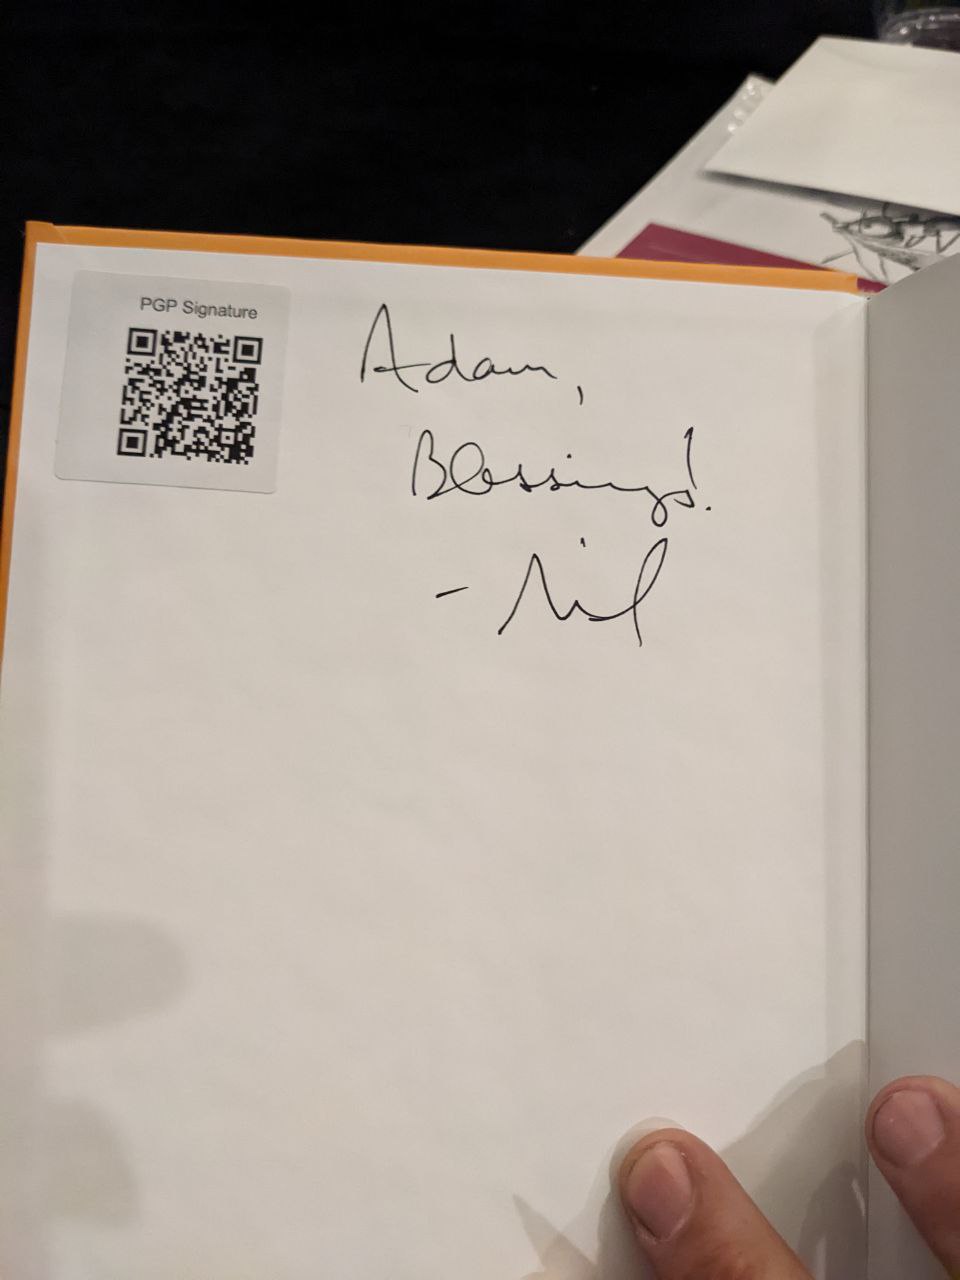 PGP Signature
Adam,
Blessings!